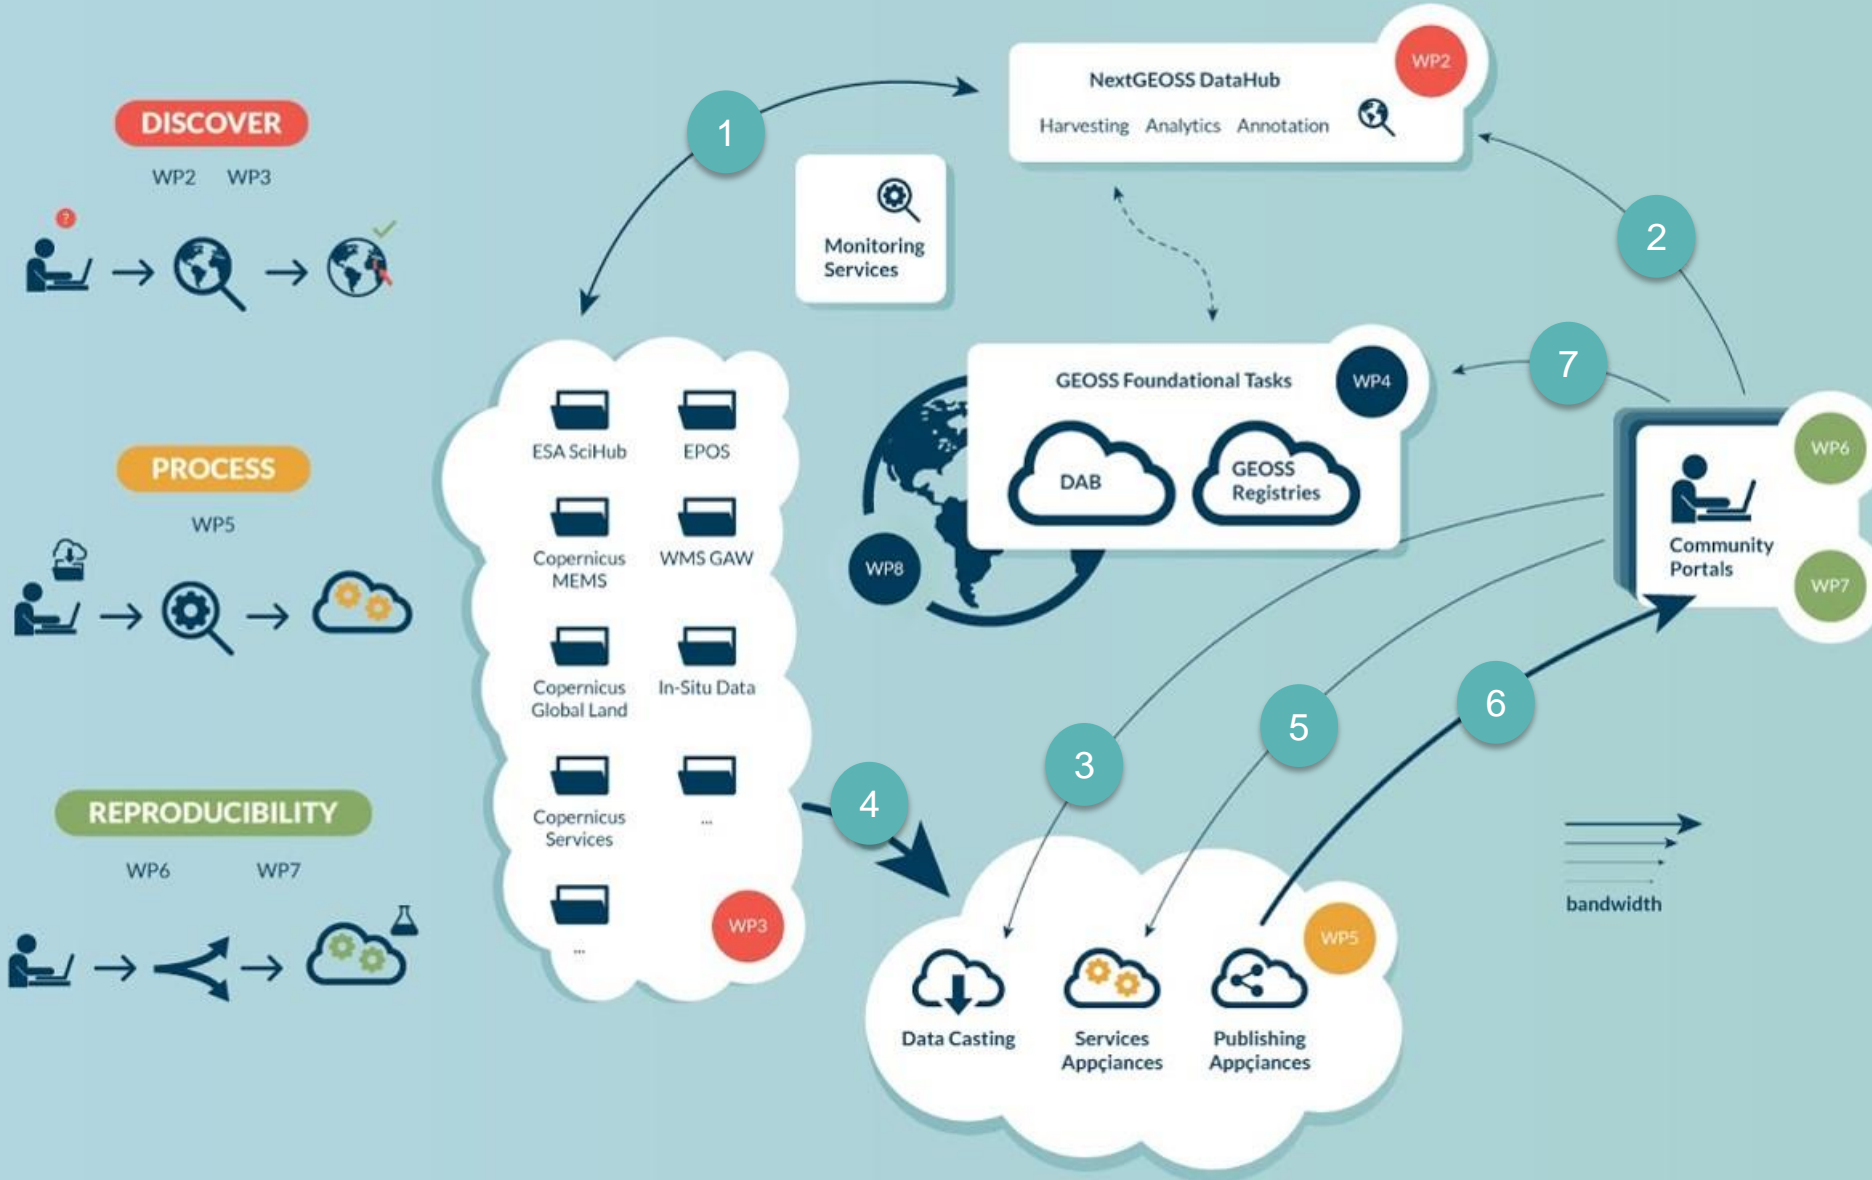 DISCOVER
WP2 WP3
?
PROCESS
WP5
REPRODUCIBILITY
WP6 WP7
1
NextGEOSS DataHub
Harvesting Analytics Annotation
WP2
Monitoring
Services
2
7
GEOSS Foundational Tasks
WP4
DAB
GEOSS
Registries
WP8
ESA SciHub
EPOS
Copernicus
MEMS
WMS GAW
Copernicus
Global Land
In-Situ Data
Copernicus
Services
...
...
WP3
Community
Portals
WP6
WP7
3
4
5
6
bandwidth
WP5
Data Casting
Services
Appçiances
Publishing
Appçiances